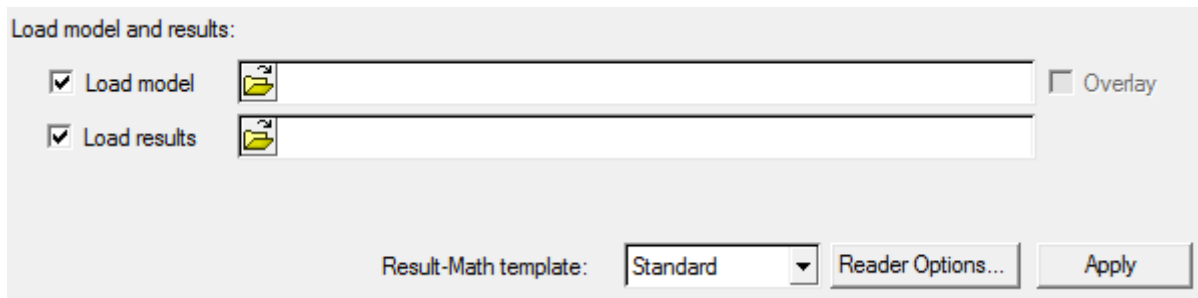 Load model and results:
Load model
Overlay
Load results
Result-Math template: Standard Reader Options... Apply